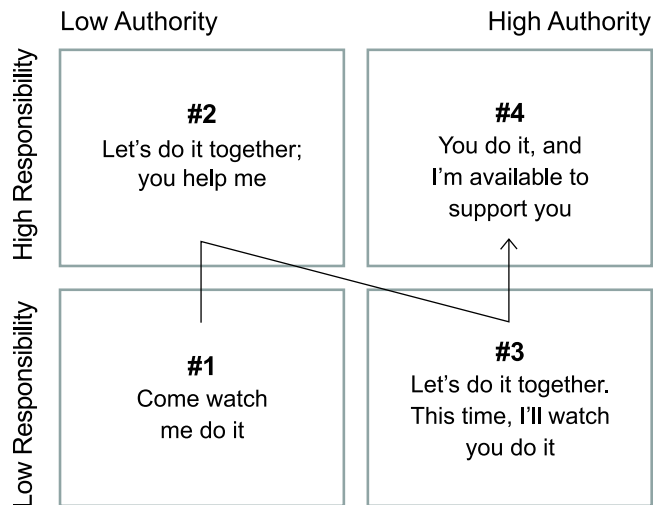 Low Authority
High Authority
High Responsibility
#2
Let's do it together;
you help me
#4
You do it, and
I'm available to
support you
Low Responsibility
#1
Come watch
me do it
#3
Let's do it together.
This time, I'll watch
you do it